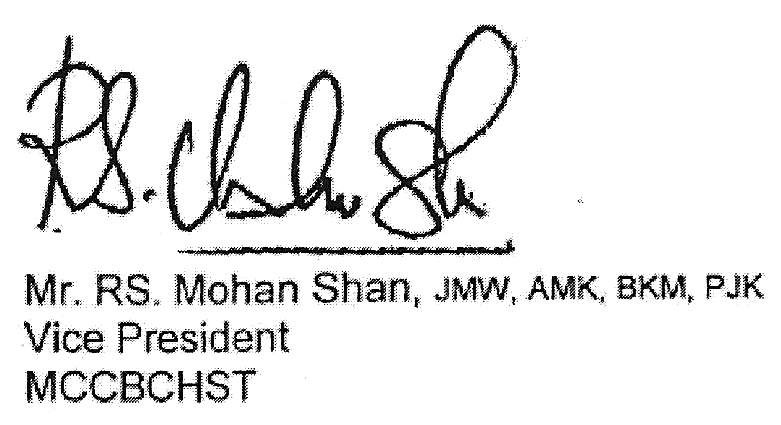 Mr. RS. Mohan Shan, JMW, AMK, BKM, PJK
Vice President
MCCBCHST